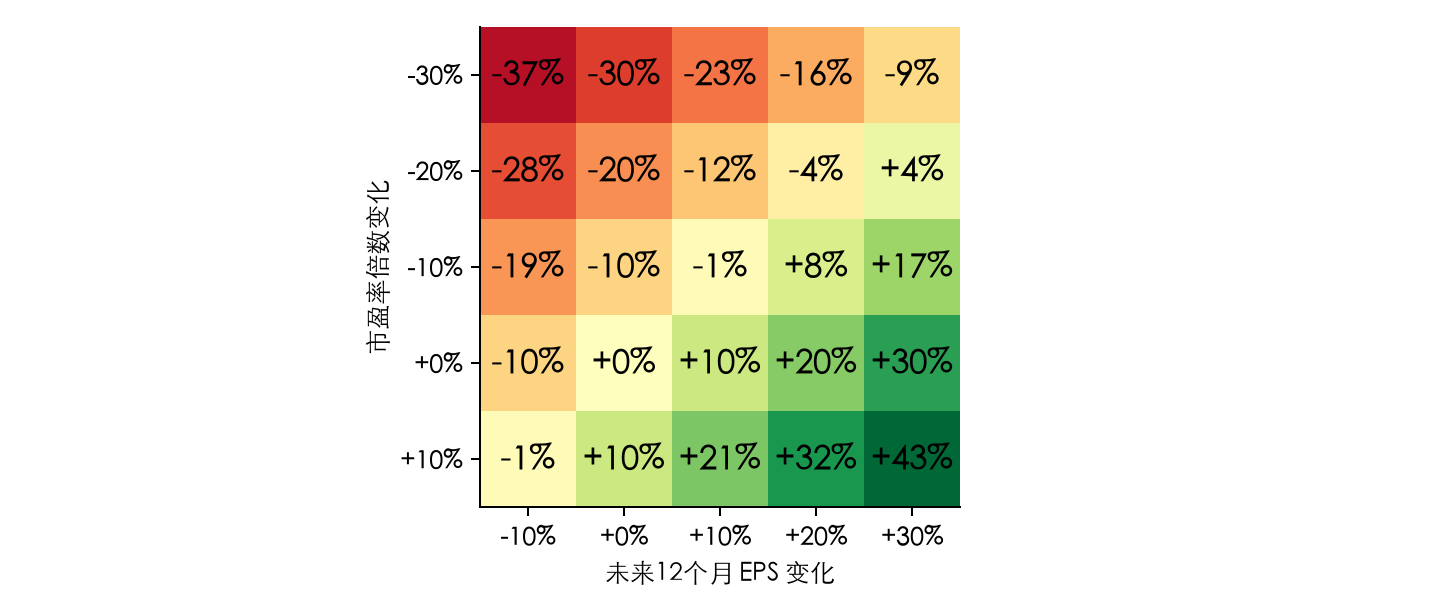 -30% -37% -30% -23% -16% -9%
-20% -28% -20% -12% -4% +4%
-10% -19% -10% -1% +8% +17%
+0% -10% +0% +10% +20% +30%
+10% -1% +10% +21% +32% +43%
市盈率倍数变化
-10% +0% +10% +20% +30%
未来12个月 EPS 变化